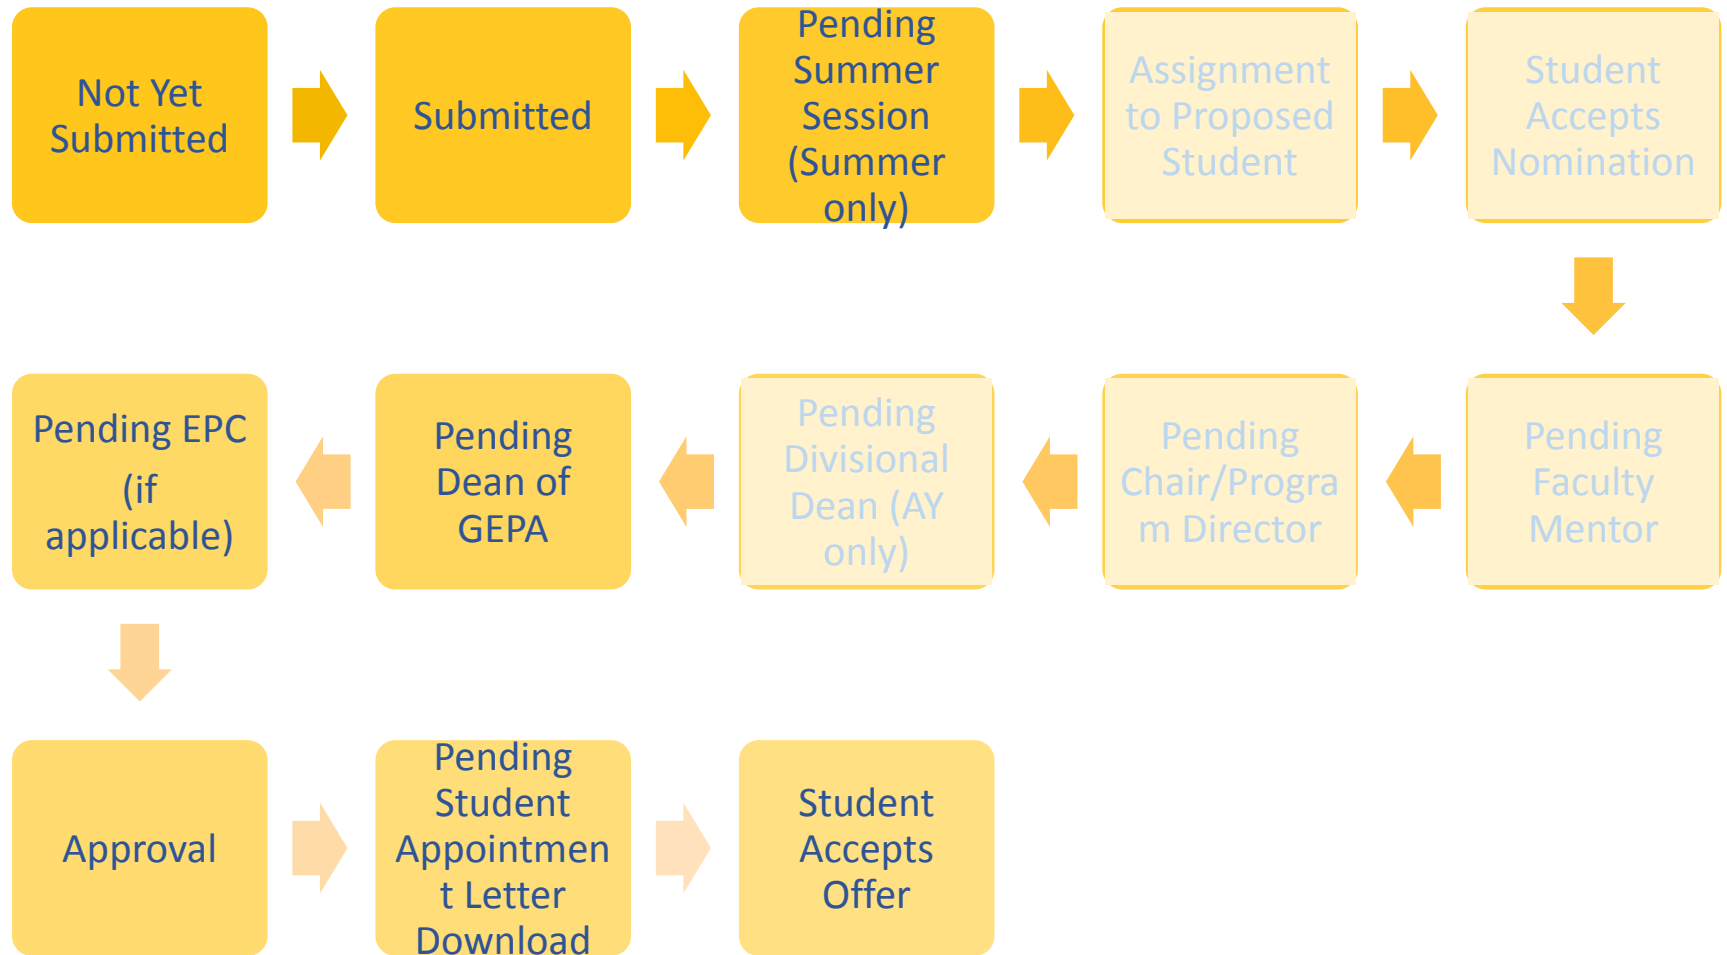 Not Yet
Submitted
Submitted
Pending
Summer
Session
(Summer
only)
Assignment
to Proposed
Student
Student
Accepts
Nomination
Pending
Faculty
Mentor
Pending
Chair/Progra
m Director
Pending
Divisional
Dean (AY
only)
Pending
Dean of
GEPA
Pending EPC
(if
applicable)
Approval
Pending
Student
Appointmen
t Letter
Download
Student
Accepts
Offer